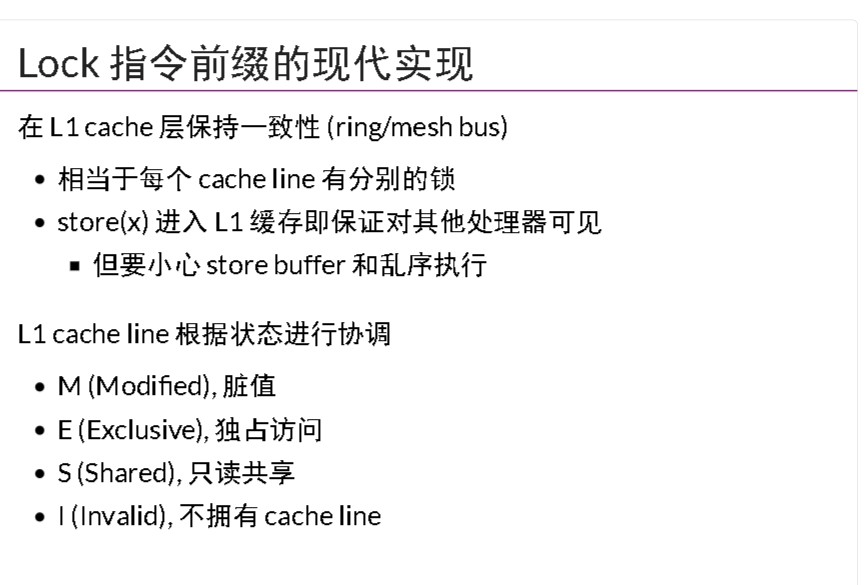 Lock 指令前缀的现代实现
在 L1 cache 层保持一致性 (ring/mesh bus)
• 相当于每个 cache line 有分别的锁
• store(x) 进入 L1 缓存即保证对其他处理器可见
▪ 但要小心 store buffer 和乱序执行
L1 cache line 根据状态进行协调
• M (Modified), 脏值
• E (Exclusive), 独占访问
• S (Shared), 只读共享
• I (Invalid), 不拥有 cache line